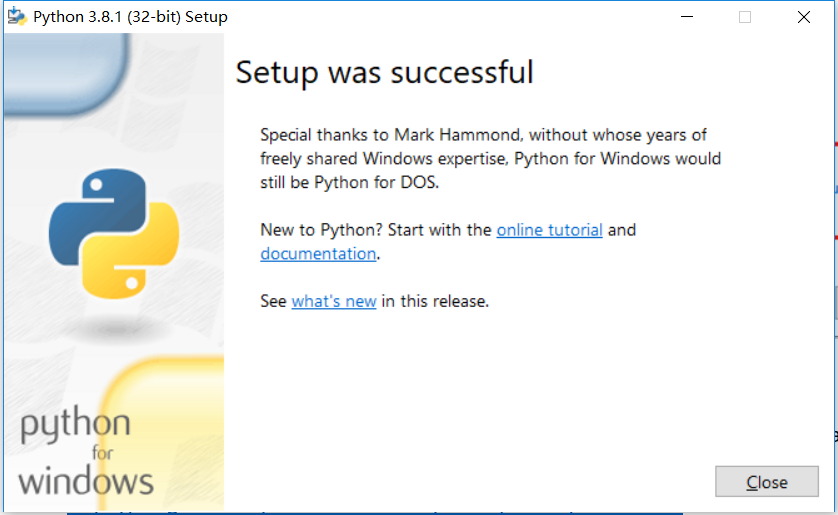 Python 3.8.1 (32-bit) Setup
Setup was successful
Special thanks to Mark Hammond, without whose years of
freely shared Windows expertise, Python for Windows would
still be Python for DOS.
New to Python? Start with the online tutorial and
documentation.
See what's new in this release.
python
for
windows
Close